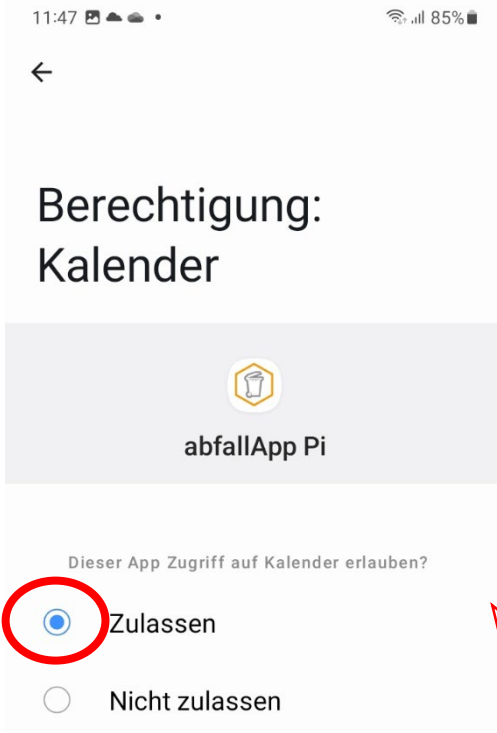 11:47
85%
Berechtigung:
Kalender
abfallApp Pi
Dieser App Zugriff auf Kalender erlauben?
Zulassen
Nicht zulassen